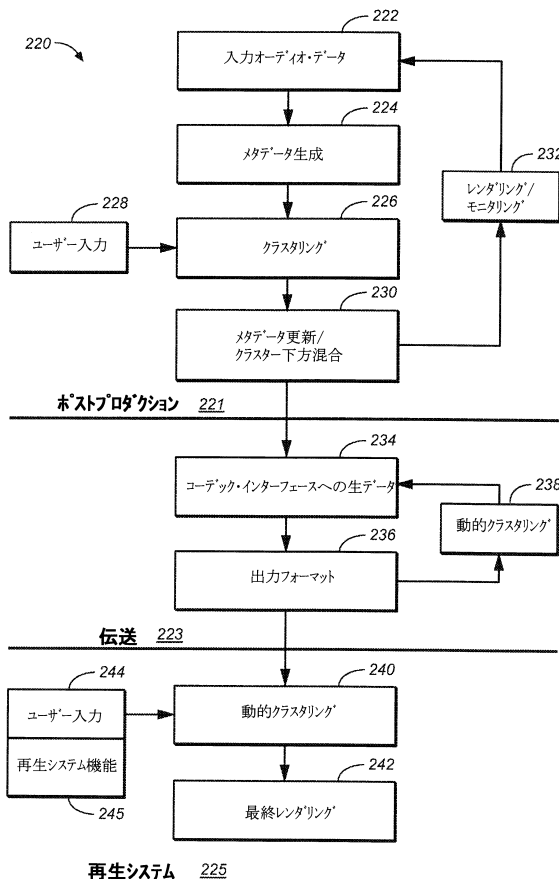 220
222
入力オーディオ・データ
224
メタデータ生成
232
レンダリング/
モニタリング
228
ユーザー入力
226
クラスタリング
230
メタデータ更新/
クラスター下方混合
ポストプロダクション 221
234
コーデック・インターフェースへの生データ
238
動的クラスタリング
236
出力フォーマット
伝送 223
244
ユーザー入力
再生システム機能
245
240
動的クラスタリング
242
最終レンダリング
再生システム 225